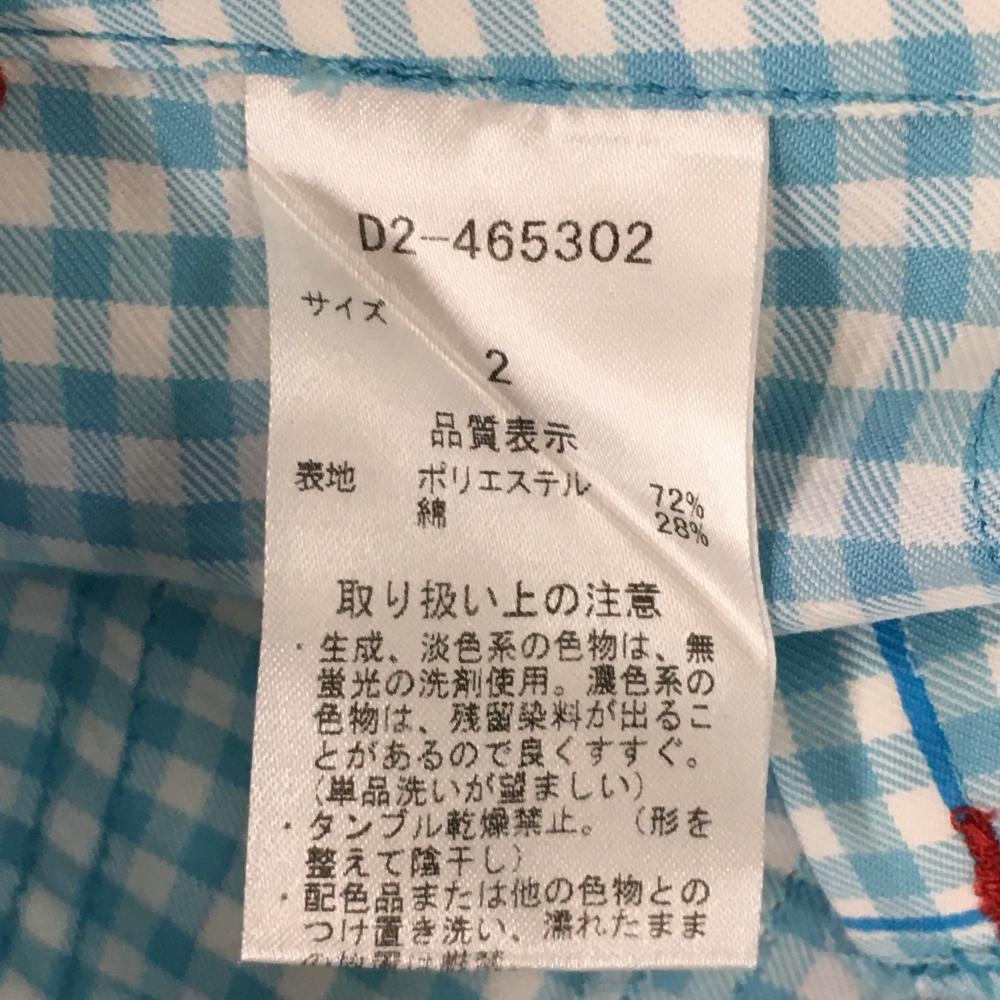 D2-465302
サイズ
2
品質表示
表地 ポリエステル 72%
綿 28%
取り扱い上の注意
・生成、淡色系の色物は、無
蛍光の洗剤使用。濃色系の
色物は、残留染料が出るこ
とがあるので良くすすぐ。
(単品洗いが望ましい)
・タンブル乾燥禁止。(形を
整えて陰干し)
・配色品または他の色物との
つけ置き洗い、濡れたまま